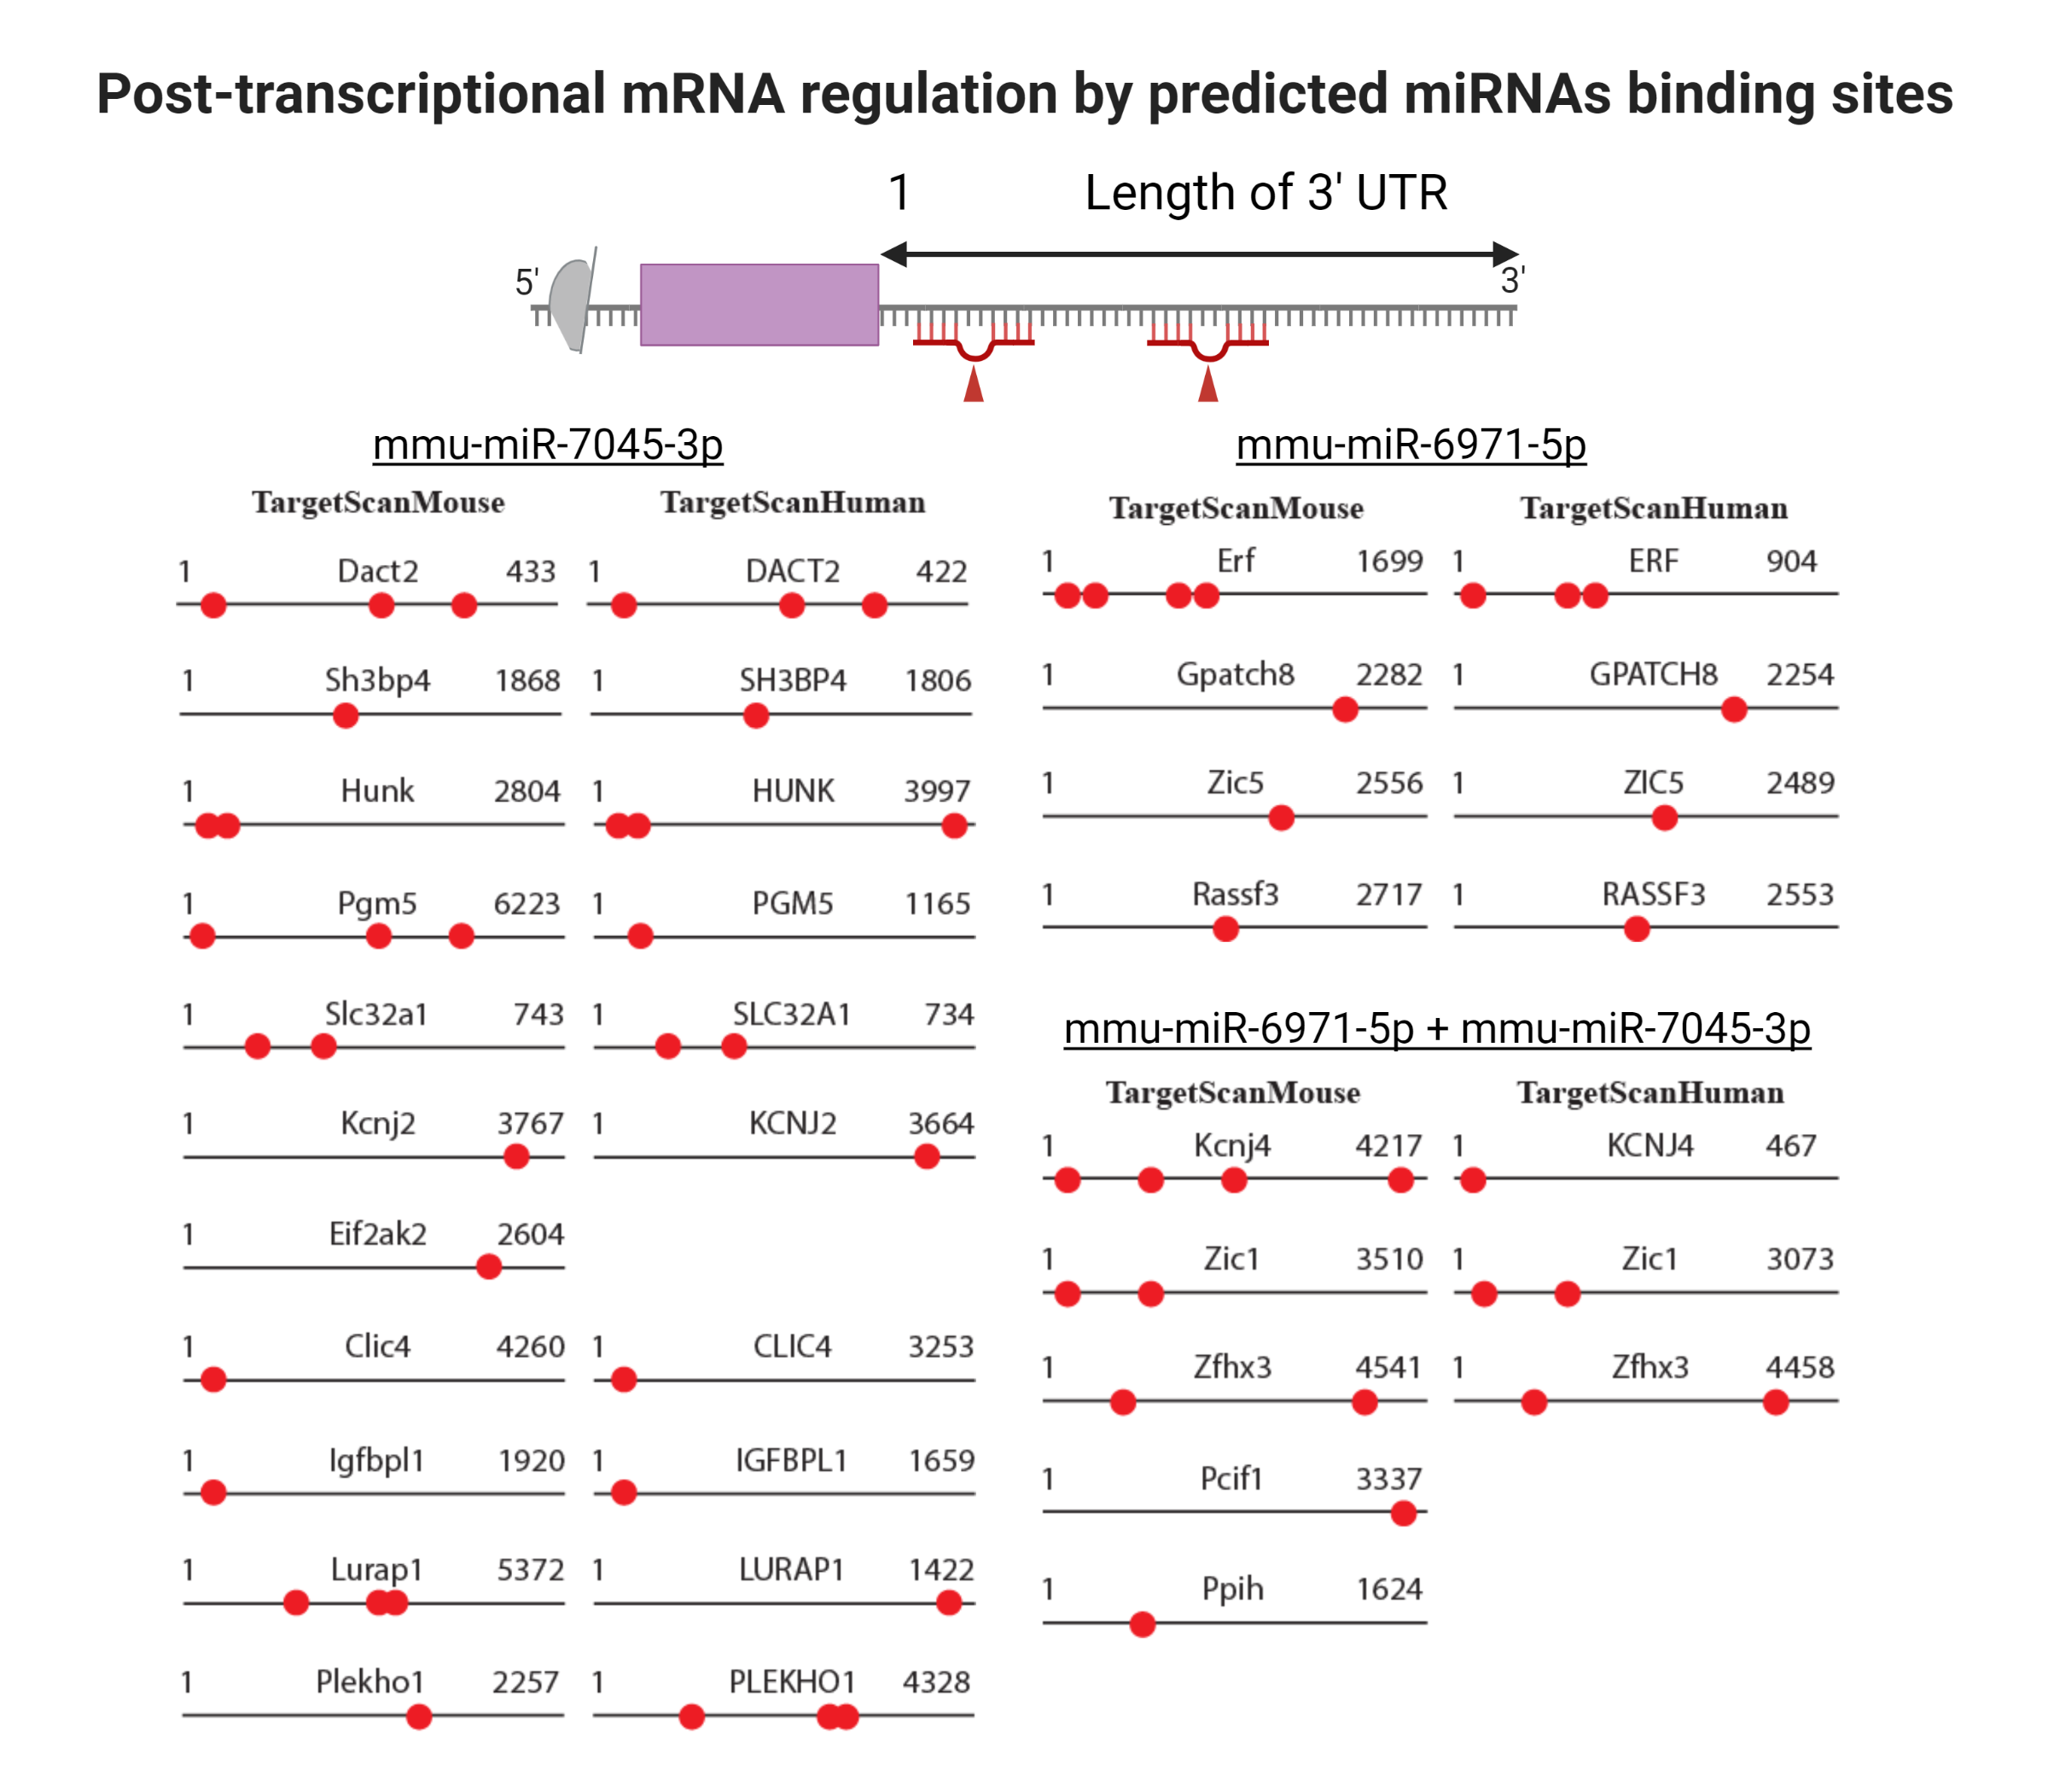 Post-transcriptional mRNA regulation by predicted miRNAs binding sites
1 Length of 3' UTR
5' 3'
mmu-miR-7045-3p
TargetScanMouse TargetScanHuman
1 Dact2 433 1 DACT2 422
1 Sh3bp4 1868 1 SH3BP4 1806
1 Hunk 2804 1 HUNK 3997
1 Pgm5 6223 1 PGM5 1165
1 Slc32a1 743 1 SLC32A1 734
1 Kcnj2 3767 1 KCNJ2 3664
1 Eif2ak2 2604
1 Clic4 4260 1 CLIC4 3253
1 Igfbpl1 1920 1 IGFBPL1 1659
1 Lurap1 5372 1 LURAP1 1422
1 Plekho1 2257 1 PLEKHO1 4328
mmu-miR-6971-5p
TargetScanMouse TargetScanHuman
1 Erf 1699 1 ERF 904
1 Gpatch8 2282 1 GPATCH8 2254
1 Zic5 2556 1 ZIC5 2489
1 Rassf3 2717 1 RASSF3 2553
mmu-miR-6971-5p + mmu-miR-7045-3p
TargetScanMouse TargetScanHuman
1 Kcnj4 4217 1 KCNJ4 467
1 Zic1 3510 1 Zic1 3073
1 Zfhx3 4541 1 Zfhx3 4458
1 Pcif1 3337
1 Ppih 1624